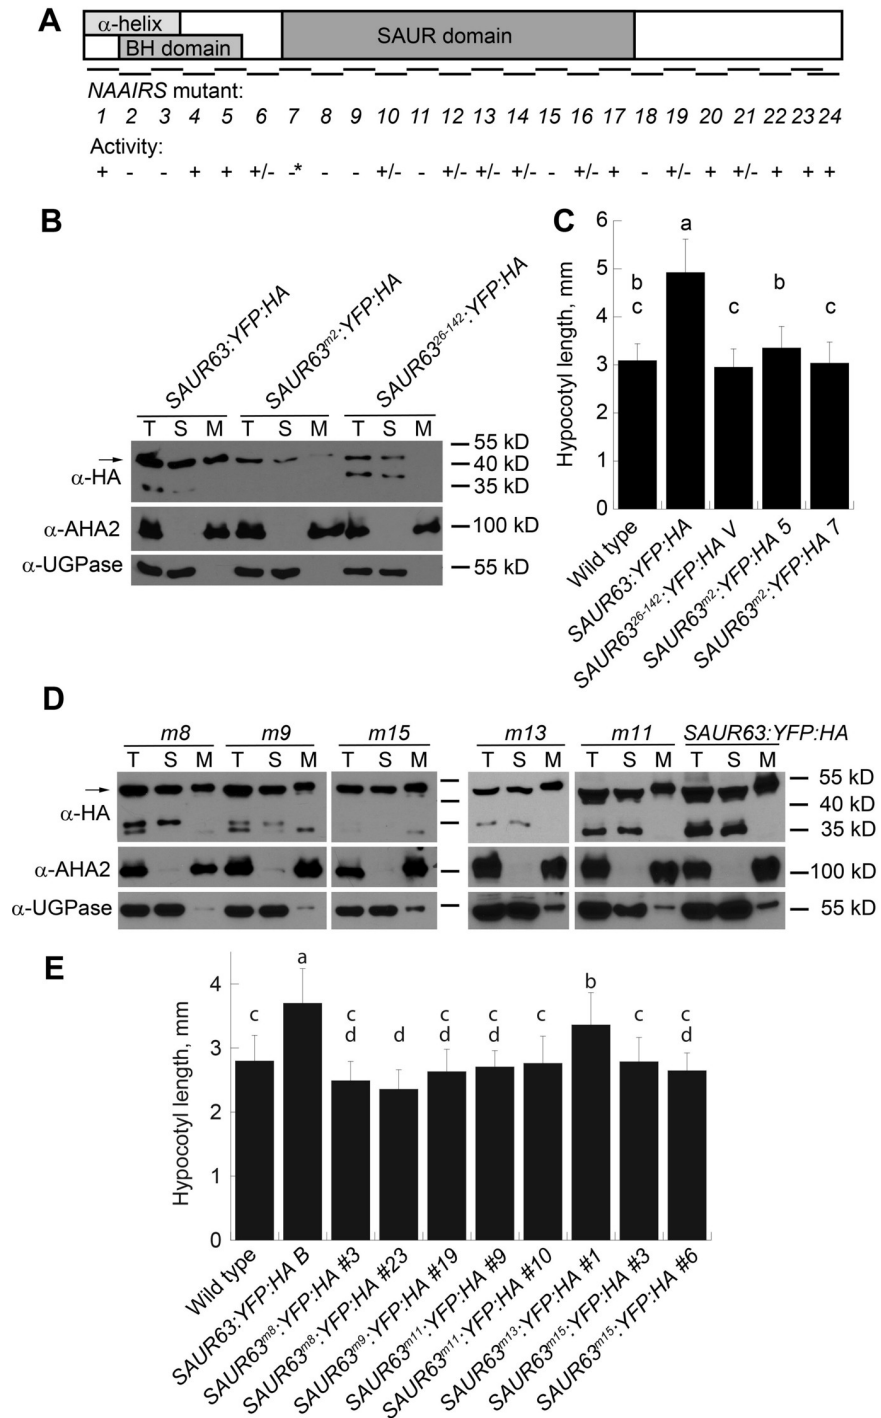 A
α-helix
BH domain
SAUR domain
NAAIRS mutant:
1 2 3 4 5 6 7 8 9 10 11 12 13 14 15 16 17 18 19 20 21 22 23 24
Activity:
+ - - + + +/- -* - - +/- - +/- +/- +/- - +/- + - +/- + +/- + + +
B
SAUR63:YFP:HA
SAUR63m2:YFP:HA
SAUR6326-142:YFP:HA
T S M T S M T S M
α-HA
55 kD
40 kD
35 kD
α-AHA2
100 kD
α-UGPase
55 kD
C
Hypocotyl length, mm
6
5
4
3
2
1
0
b
c
a
c
b
c
Wild type
SAUR63:YFP:HA
SAUR6326-142:YFP:HA V
SAUR63m2:YFP:HA 5
SAUR63m2:YFP:HA 7
D
m8 m9 m15 m13 m11 SAUR63:YFP:HA
T S M T S M T S M T S M T S M T S M
α-HA
55 kD
40 kD
35 kD
α-AHA2
100 kD
α-UGPase
55 kD
E
Hypocotyl length, mm
4
3
2
1
0
c
a
c
d
d
c
d
c
d
c
b
c
c
d
Wild type
SAUR63:YFP:HA B
SAUR63m8:YFP:HA #3
SAUR63m8:YFP:HA #23
SAUR63m9:YFP:HA #19
SAUR63m11:YFP:HA #9
SAUR63m11:YFP:HA #10
SAUR63m13:YFP:HA #1
SAUR63m15:YFP:HA #3
SAUR63m15:YFP:HA #6